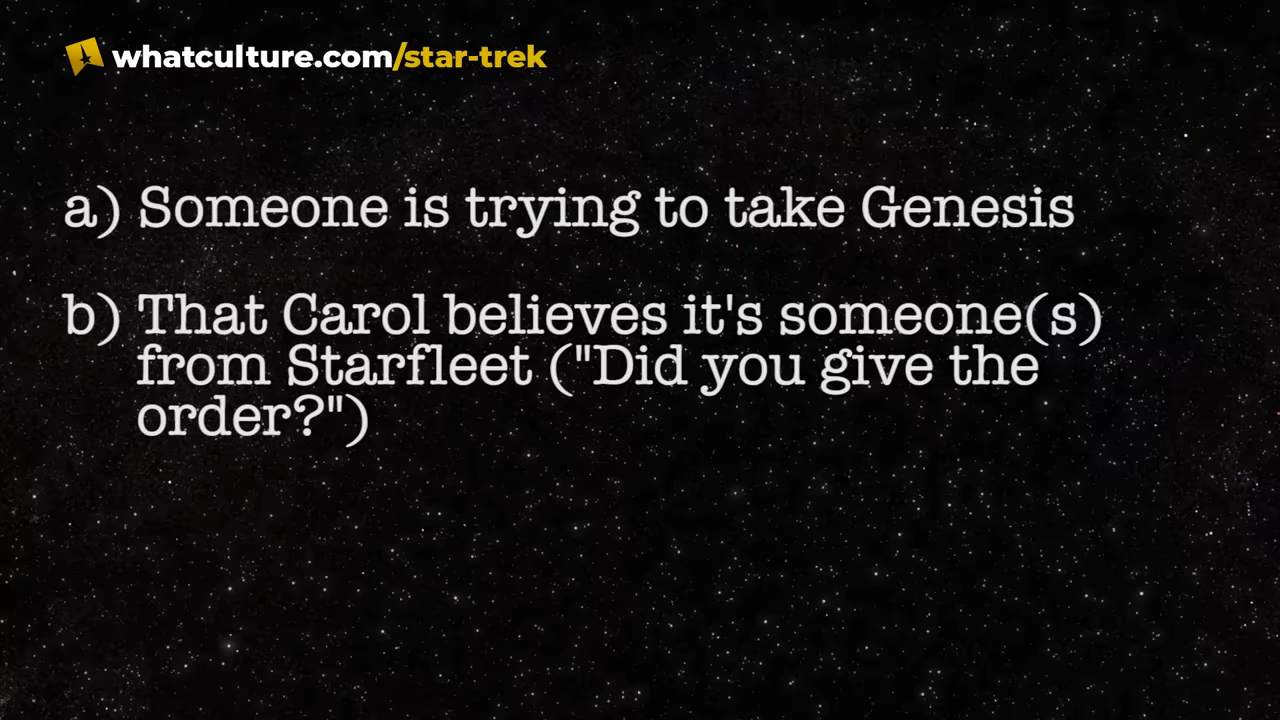 whatculture.com/star-trek
a) Someone is trying to take Genesis
b) That Carol believes it's someone(s)
from Starfleet ("Did you give the
order?")